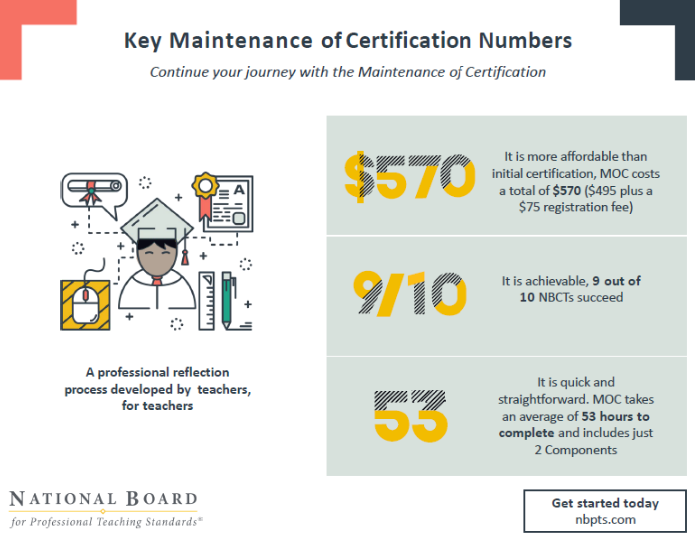 Key Maintenance of Certification Numbers
Continue your journey with the Maintenance of Certification
A
A professional reflection
process developed by teachers,
for teachers
$570
It is more affordable than
initial certification, MOC costs
a total of $570 ($495 plus a
$75 registration fee)
9/10
It is achievable, 9 out of
10 NBCTs succeed
53
It is quick and
straightforward. MOC takes
an average of 53 hours to
complete and includes just
2 Components
NATIONAL BOARD
for Professional Teaching Standards®
Get started today
nbpts.com